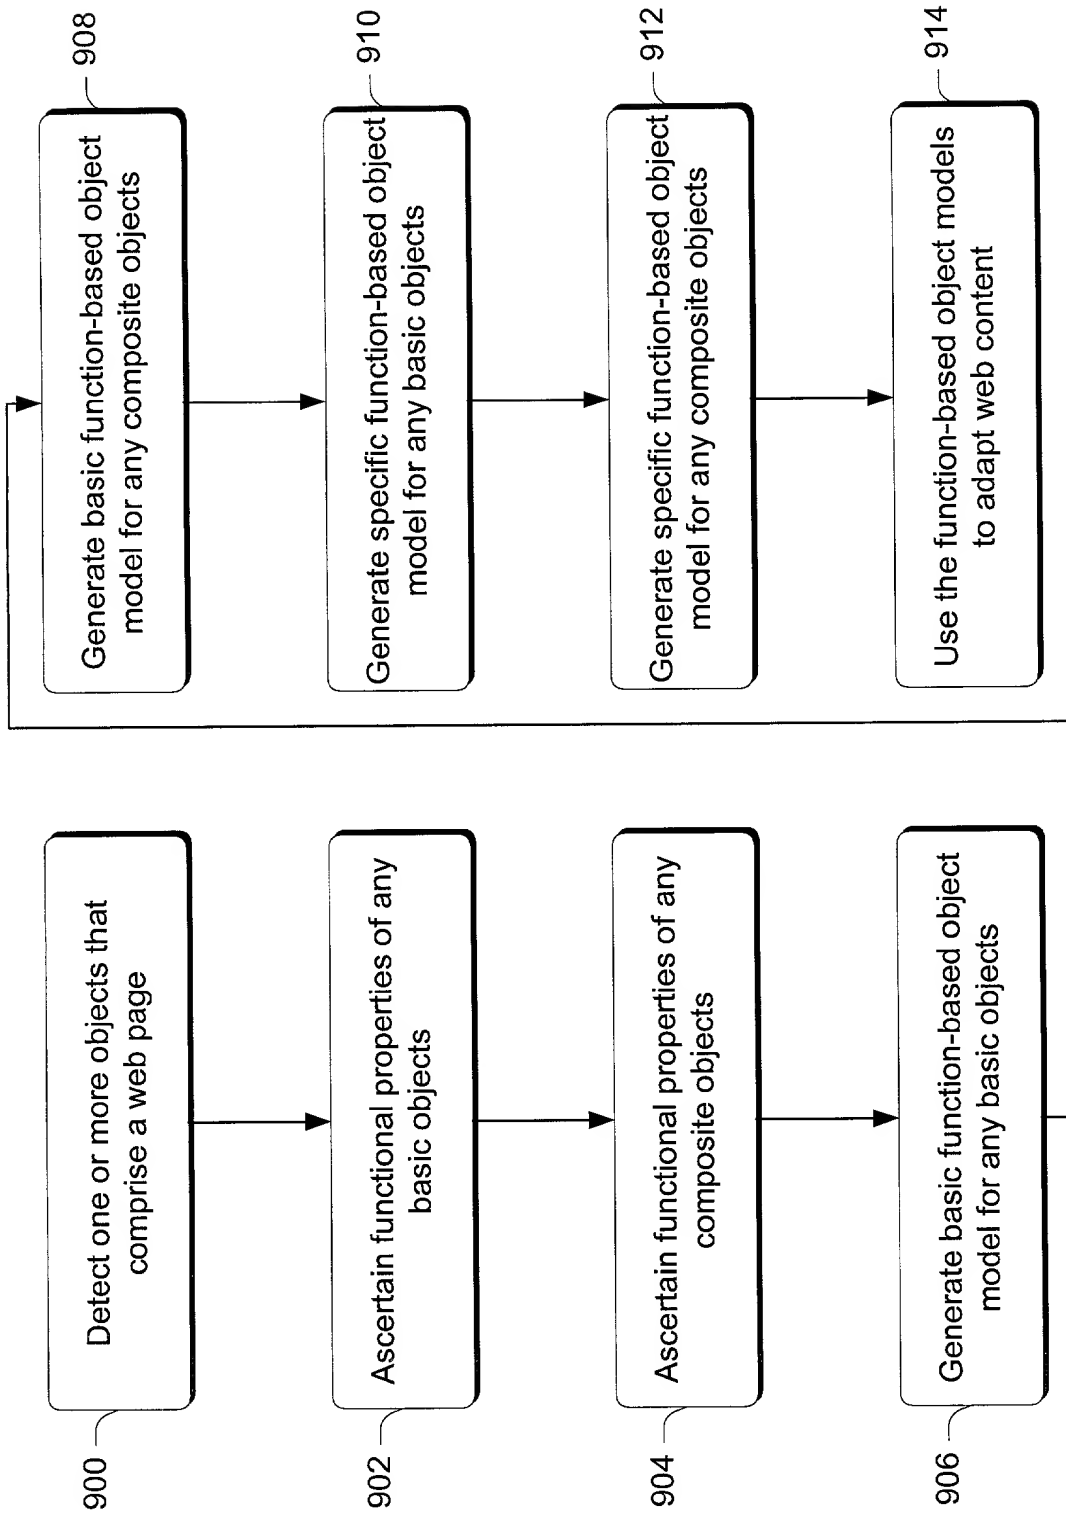 900
Detect one or more objects that
comprise a web page
902
Ascertain functional properties of any
basic objects
904
Ascertain functional properties of any
composite objects
906
Generate basic function-based object
model for any basic objects
908
Generate basic function-based object
model for any composite objects
910
Generate specific function-based object
model for any basic objects
912
Generate specific function-based object
model for any composite objects
914
Use the function-based object models
to adapt web content